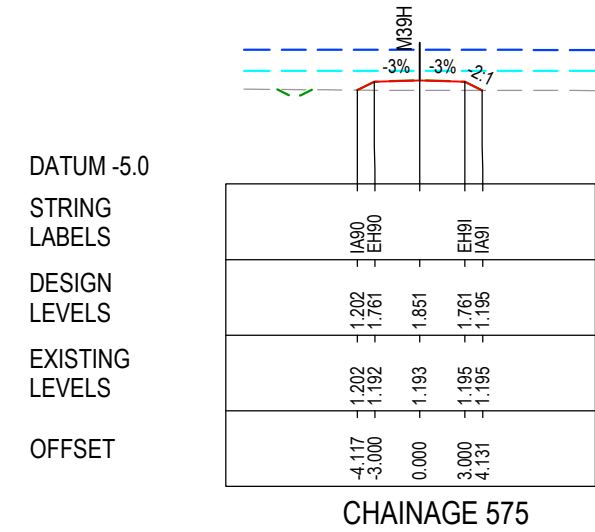 M39H
-3% -3% -2:1
DATUM -5.0
STRING
LABELS
IA90 EH90 EH9I IA9I
DESIGN
LEVELS
1.202 1.761 1.851 1.761 1.195
EXISTING
LEVELS
1.202 1.192 1.193 1.195 1.195
OFFSET
-4.117 -3.000 0.000 3.000 4.131
CHAINAGE 575